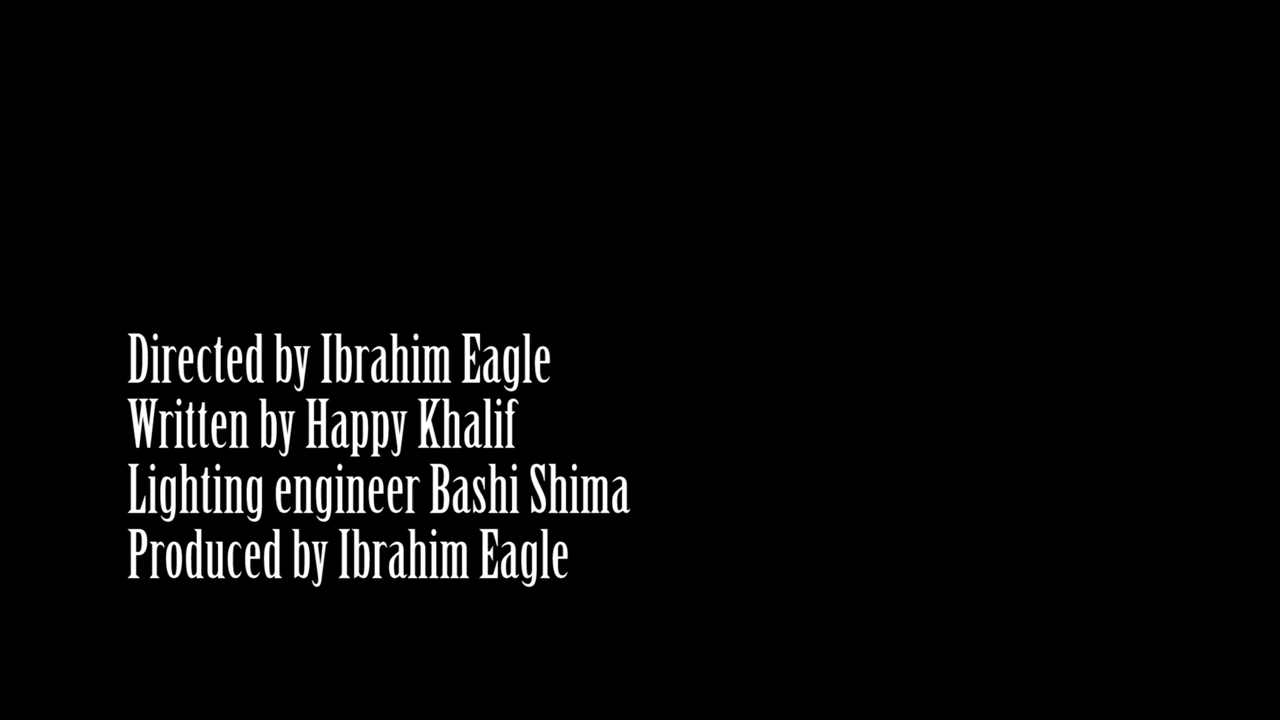 Directed by Ibrahim Eagle
Written by Happy Khalif
Lighting engineer Bashi Shima
Produced by Ibrahim Eagle